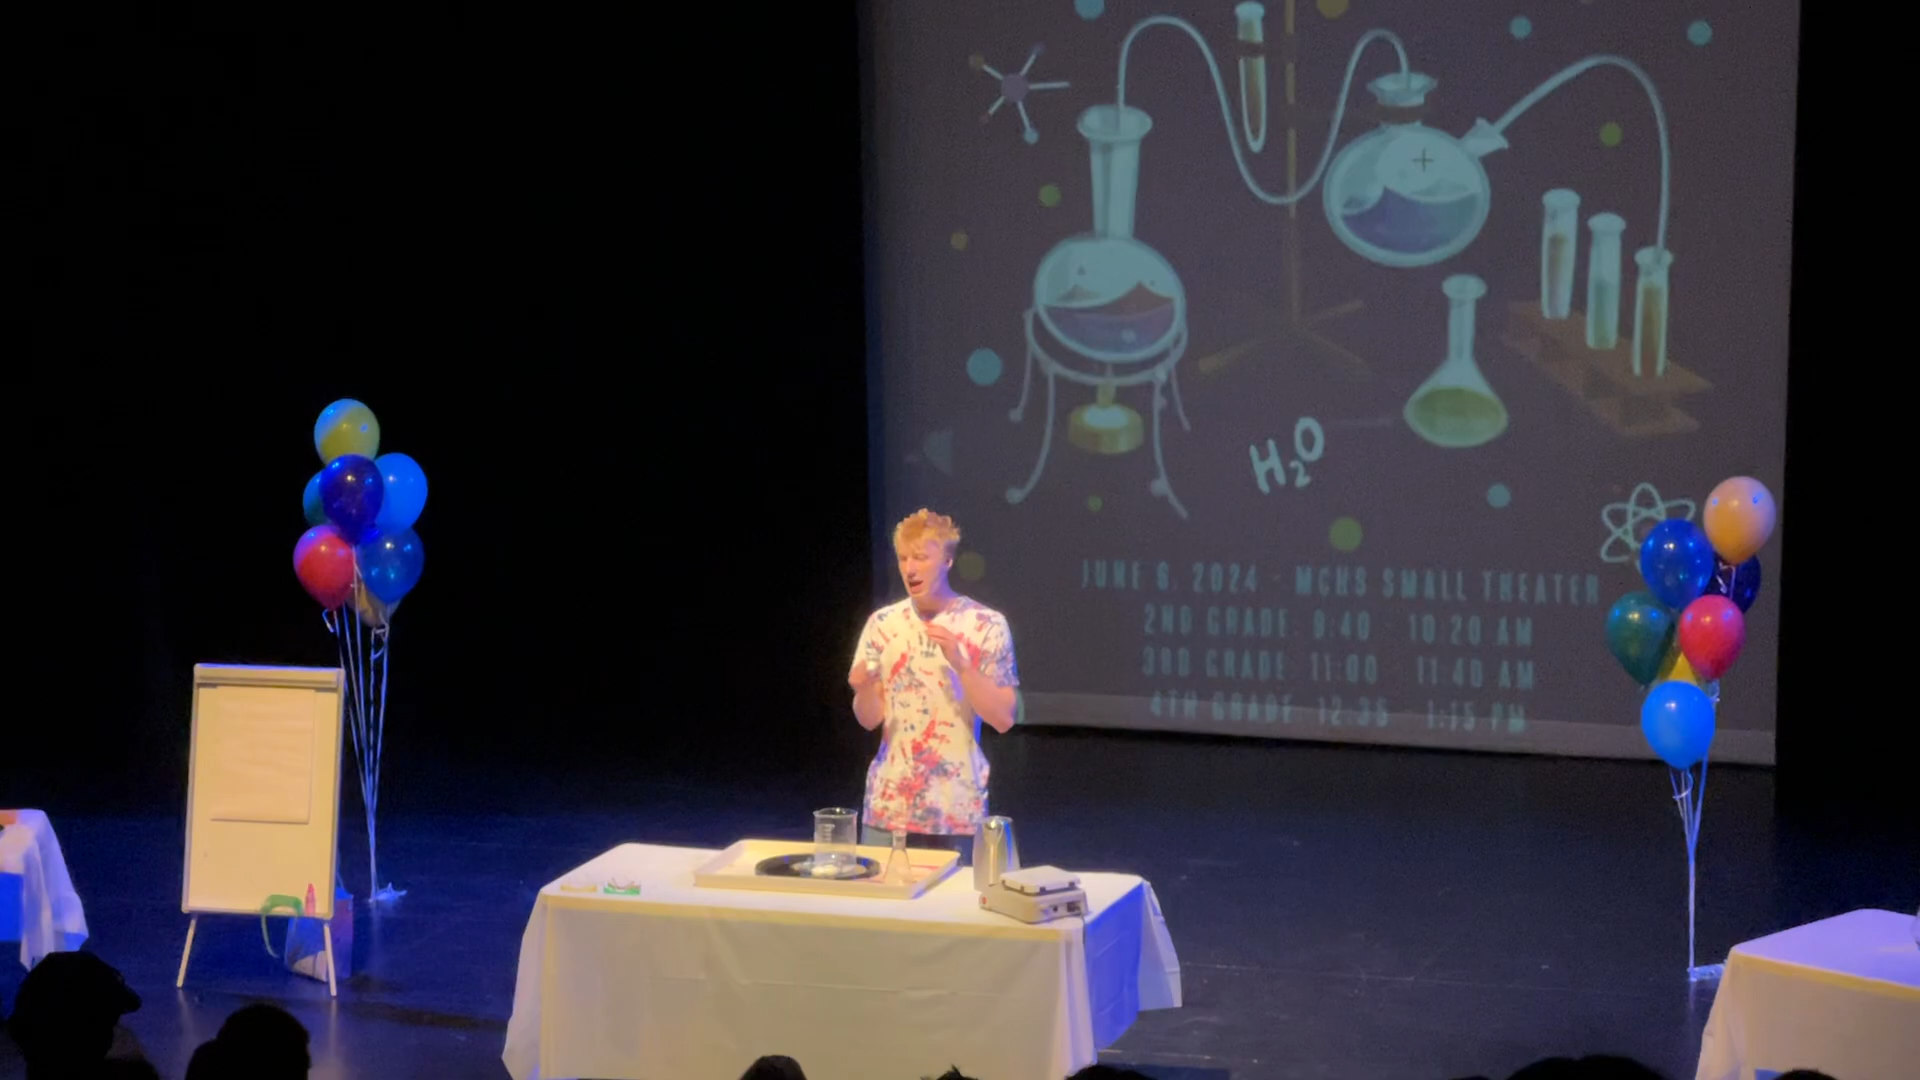 H₂O
JUNE 6, 2024 - MCHS SMALL THEATER
2ND GRADE 9:40 10:20 AM
3RD GRADE 11:00 11:40 AM
4TH GRADE 12:35 1:15 PM